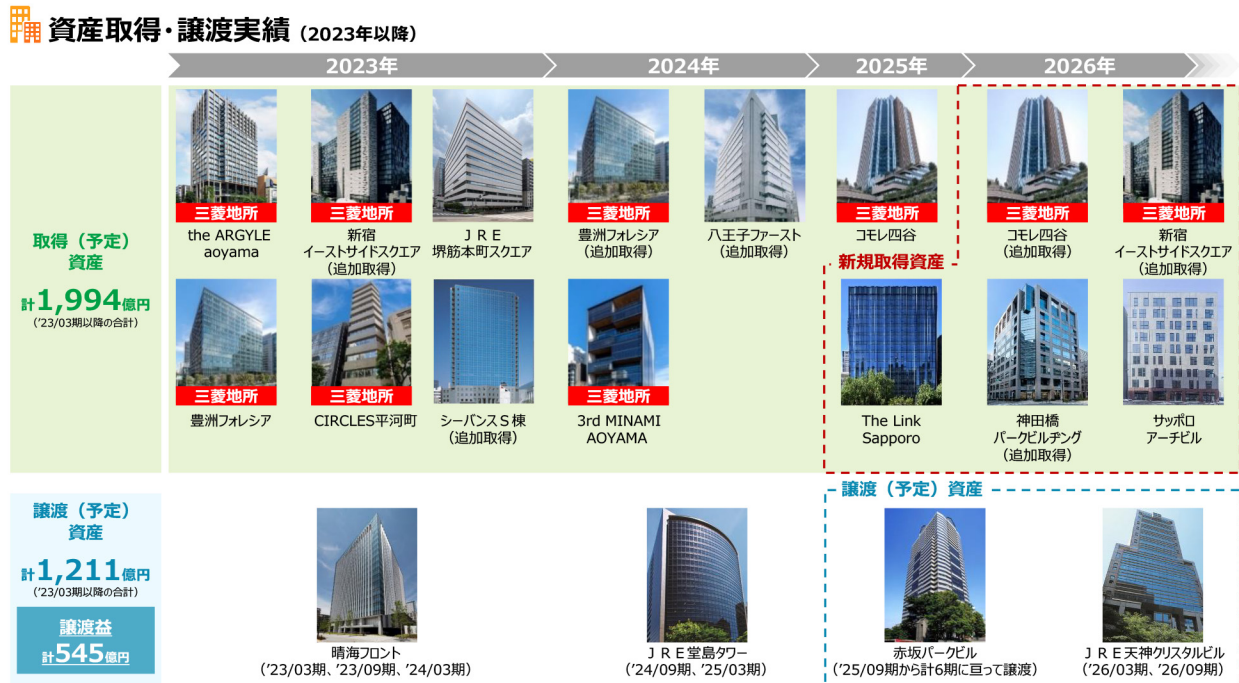 資産取得・譲渡実績（2023年以降）
2023年
2024年
2025年
2026年
取得（予定）
資産
計1,994億円
（’23/03期以降の合計）
三菱地所
the ARGYLE
aoyama
三菱地所
新宿
イーストサイドスクエア
（追加取得）
ＪＲＥ
堺筋本町スクエア
三菱地所
豊洲フォレシア
（追加取得）
八王子ファースト
（追加取得）
三菱地所
コモレ四谷
三菱地所
コモレ四谷
（追加取得）
三菱地所
新宿
イーストサイドスクエア
（追加取得）
新規取得資産
三菱地所
豊洲フォレシア
三菱地所
CIRCLES平河町
シーバンスＳ棟
（追加取得）
三菱地所
3rd MINAMI
AOYAMA
The Link
Sapporo
神田橋
パークビルヂング
（追加取得）
サッポロ
アーチビル
譲渡（予定）
資産
計1,211億円
（’23/03期以降の合計）
譲渡益
計545億円
譲渡（予定）資産
晴海フロント
（’23/03期、’23/09期、’24/03期）
ＪＲＥ堂島タワー
（’24/09期、’25/03期）
赤坂パークビル
（’25/09期から計6期に亘って譲渡）
ＪＲＥ天神クリスタルビル
（’26/03期、’26/09期）